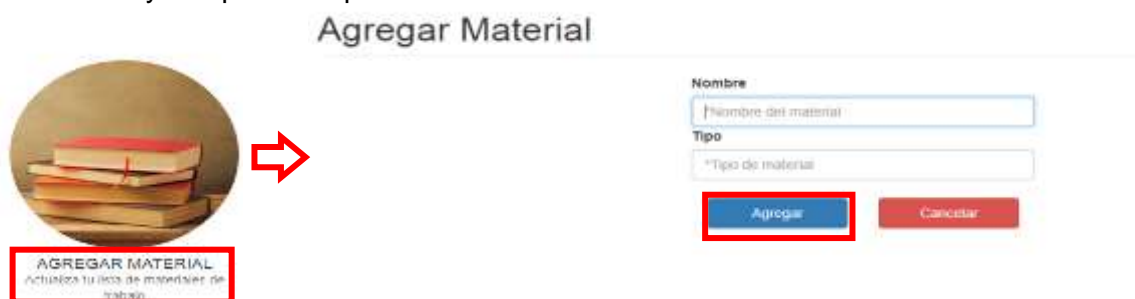 Agregar Material
Nombre
*Nombre del material
Tipo
*Tipo de material
Agregar
Cancelar
AGREGAR MATERIAL
Actualiza tu lista de materiales de
trabajo